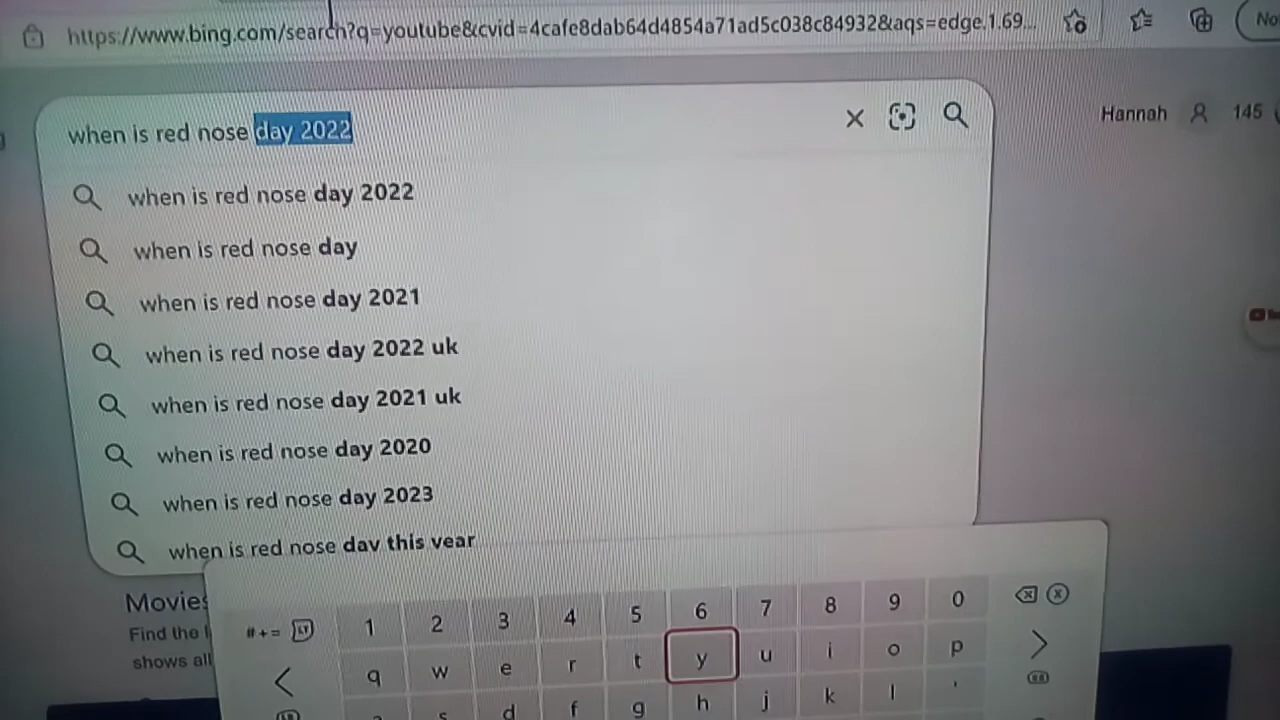 https://www.bing.com/search?q=youtube&cvid=4cafe8dab64d4854a71ad5c038c84932&aqs=edge.1.69...
No
when is red nose day 2022
Hannah
145
when is red nose day 2022
when is red nose day
when is red nose day 2021
when is red nose day 2022 uk
when is red nose day 2021 uk
when is red nose day 2020
when is red nose day 2023
when is red nose day this year
Movies
Find the
shows all
#+= LT 1 2 3 4 5 6 7 8 9 0 X
q w e r t y u i o p
s d f g h j k l '